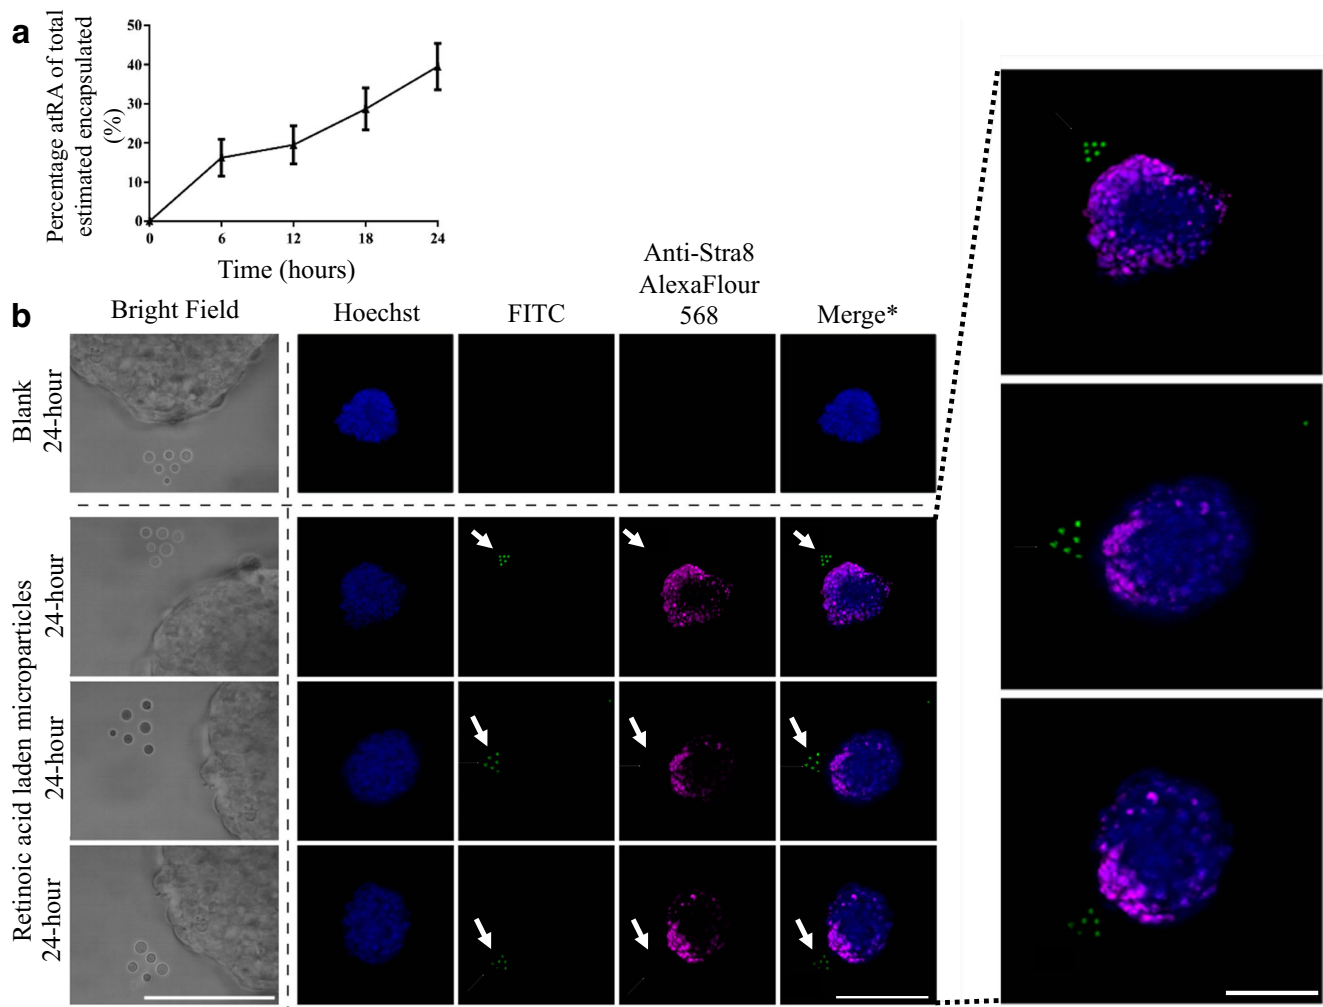 a
Percentage atRA of total
estimated encapsulated
(%)
50
40
30
20
10
0
0 6 12 18 24
Time (hours)
b
Bright Field
Hoechst
FITC
Anti-Stra8
AlexaFlour
568
Merge*
Blank
24-hour
Retinoic acid laden microparticles
24-hour
24-hour
24-hour